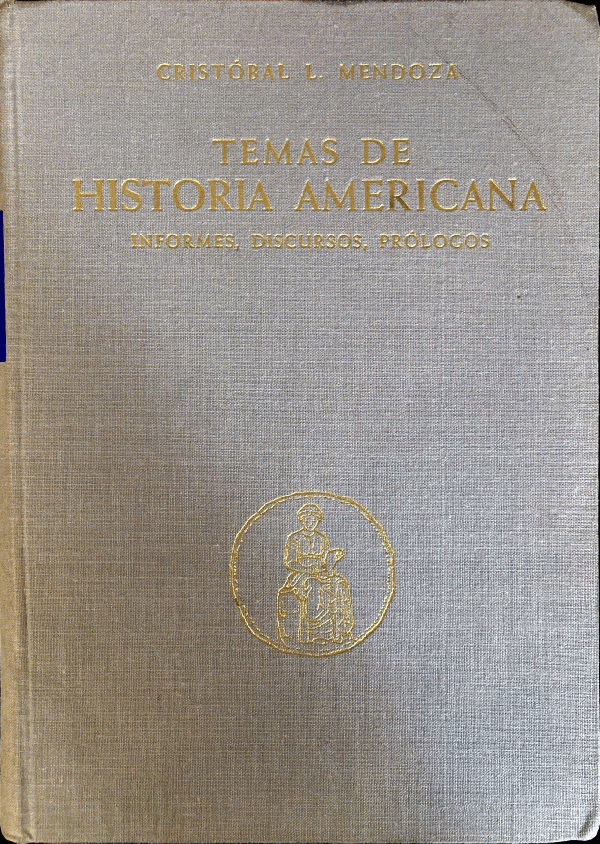 CRISTÓBAL L. MENDOZA
TEMAS DE
HISTORIA AMERICANA
INFORMES, DISCURSOS, PRÓLOGOS